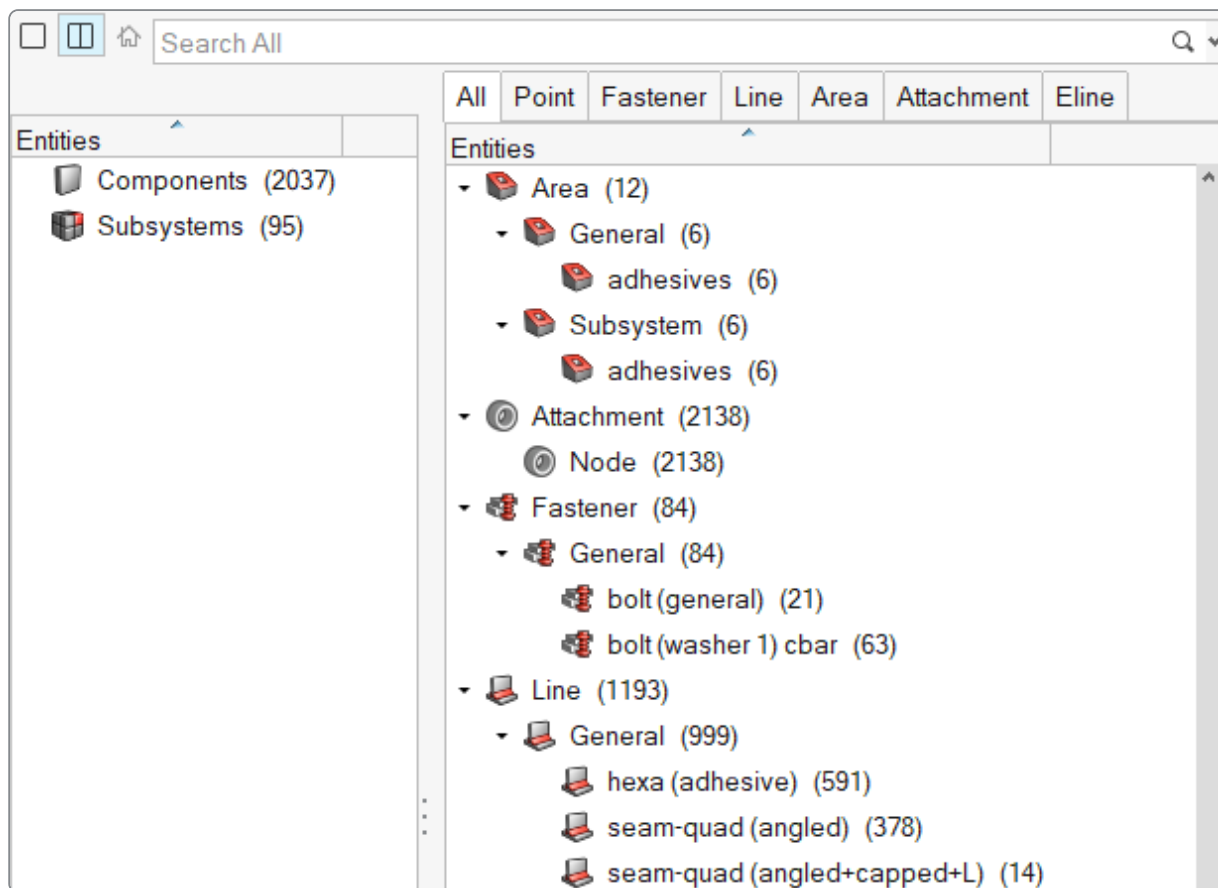 Search All
All Point Fastener Line Area Attachment Eline
Entities
Components (2037)
Subsystems (95)
Entities
Area (12)
General (6)
adhesives (6)
Subsystem (6)
adhesives (6)
Attachment (2138)
Node (2138)
Fastener (84)
General (84)
bolt (general) (21)
bolt (washer 1) cbar (63)
Line (1193)
General (999)
hexa (adhesive) (591)
seam-quad (angled) (378)
seam-quad (angled+capped+L) (14)